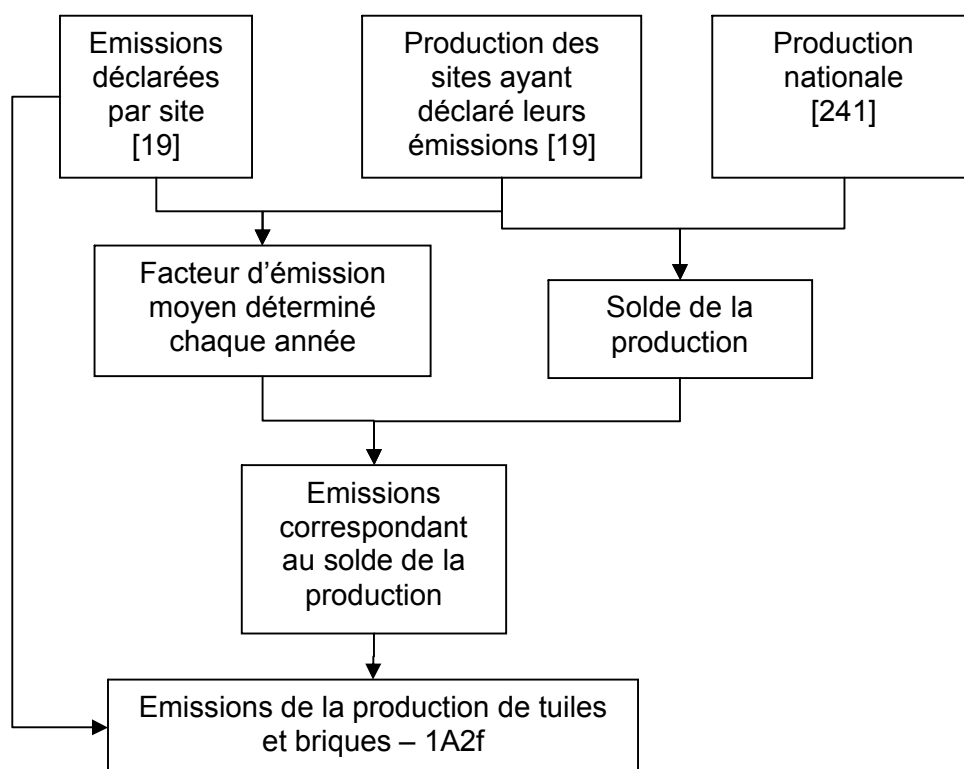 Emissions
déclarées
par site
[19]
Production des
sites ayant
déclaré leurs
émissions [19]
Production
nationale
[241]
Facteur d’émission
moyen déterminé
chaque année
Solde de la
production
Emissions
correspondant
au solde de la
production
Emissions de la production de tuiles
et briques – 1A2f